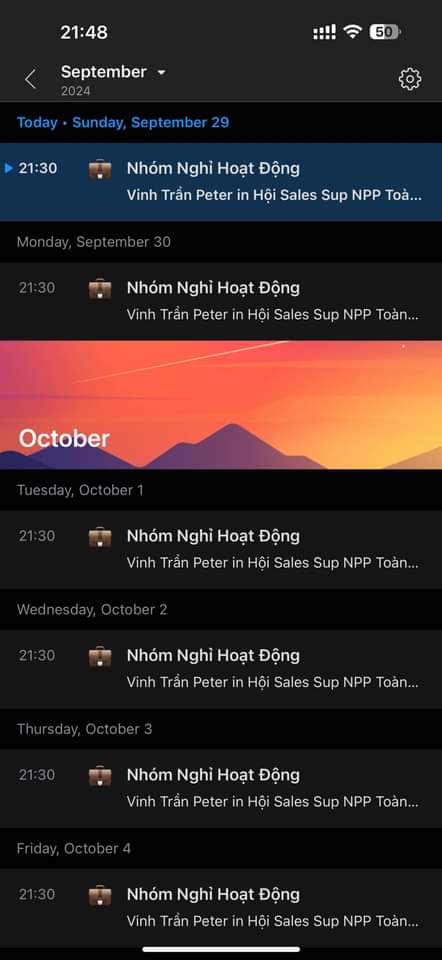 21:48
50
September
2024
Today • Sunday, September 29
21:30 Nhóm Nghỉ Hoạt Động
Vinh Trần Peter in Hội Sales Sup NPP Toà...
Monday, September 30
21:30 Nhóm Nghỉ Hoạt Động
Vinh Trần Peter in Hội Sales Sup NPP Toàn...
October
Tuesday, October 1
21:30 Nhóm Nghỉ Hoạt Động
Vinh Trần Peter in Hội Sales Sup NPP Toàn...
Wednesday, October 2
21:30 Nhóm Nghỉ Hoạt Động
Vinh Trần Peter in Hội Sales Sup NPP Toàn...
Thursday, October 3
21:30 Nhóm Nghỉ Hoạt Động
Vinh Trần Peter in Hội Sales Sup NPP Toàn...
Friday, October 4
21:30 Nhóm Nghỉ Hoạt Động
Vinh Trần Peter in Hội Sales Sup NPP Toàn...